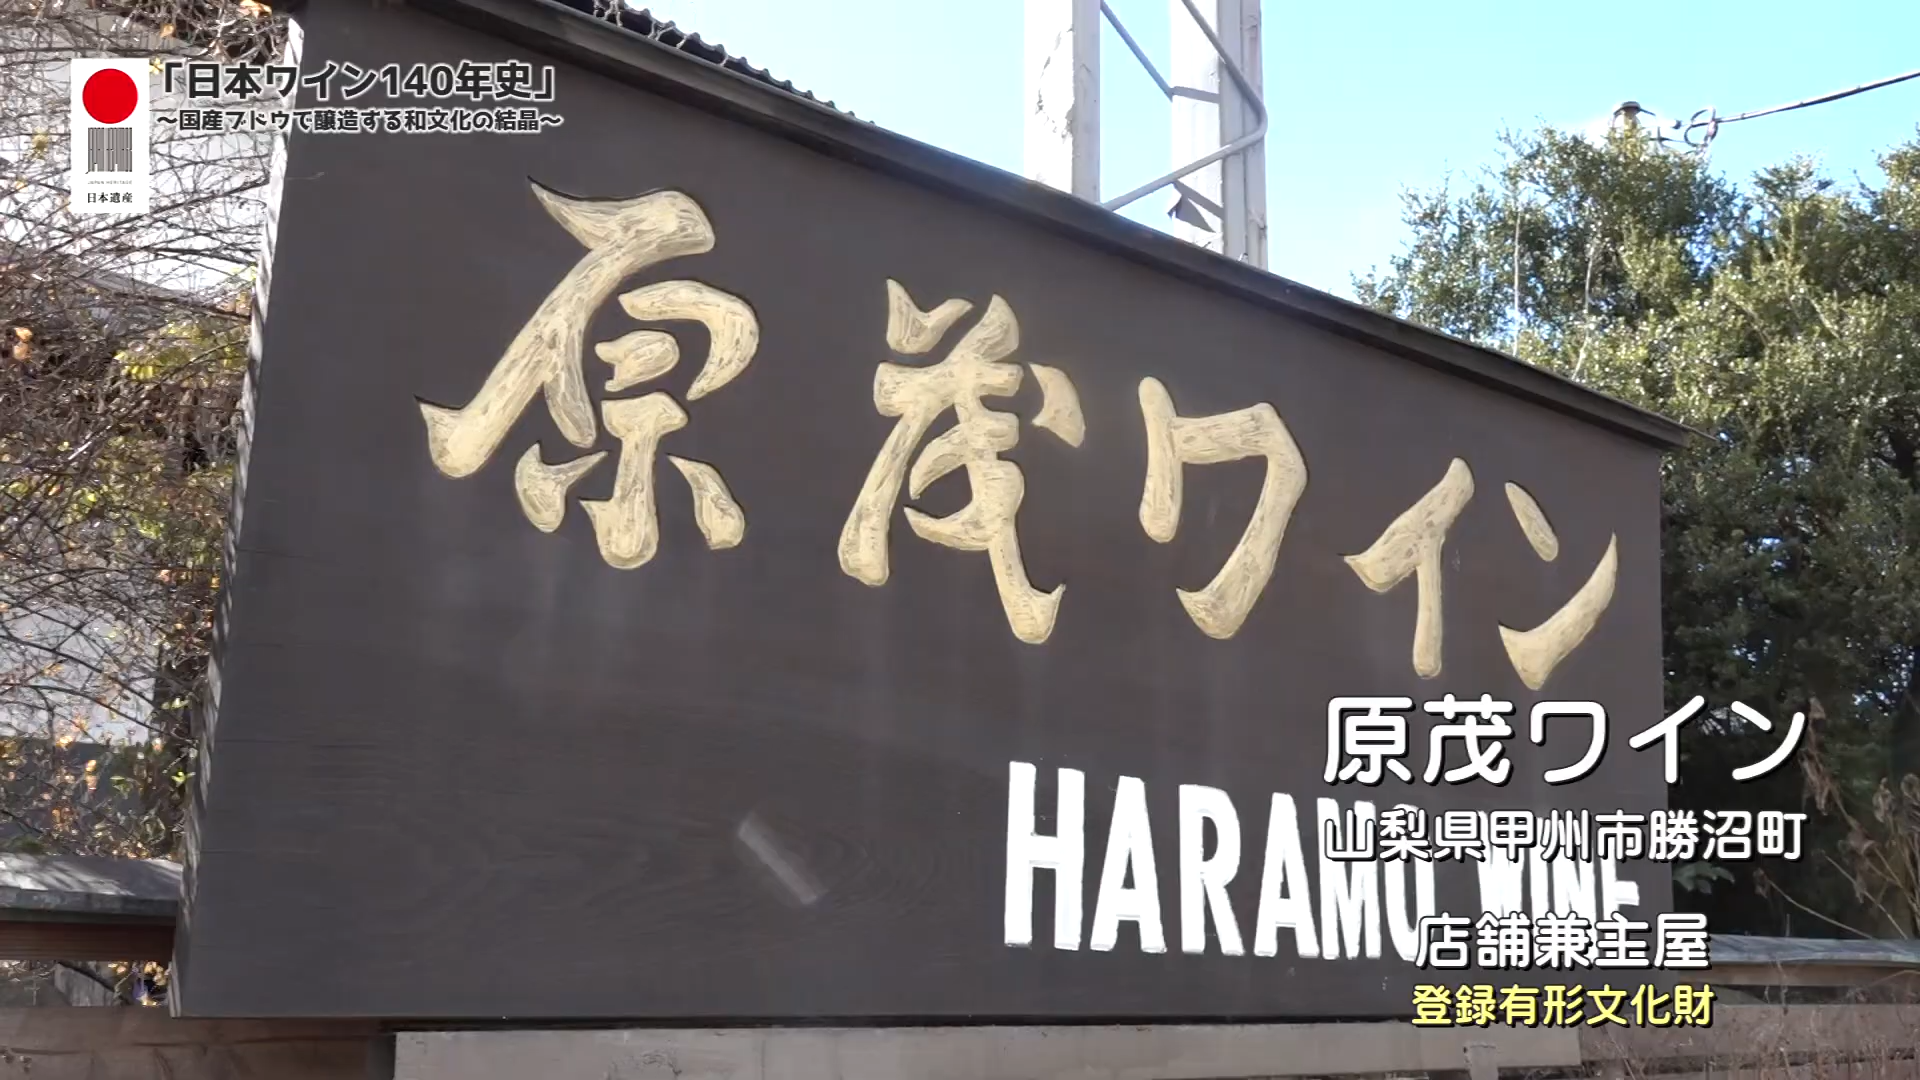 「日本ワイン140年史」
～国産ブドウで醸造する和文化の結晶～
JAPAN HERITAGE
日本遺産
原茂ワイン
HARAMO WINE
原茂ワイン
山梨県甲州市勝沼町
店舗兼主屋
登録有形文化財